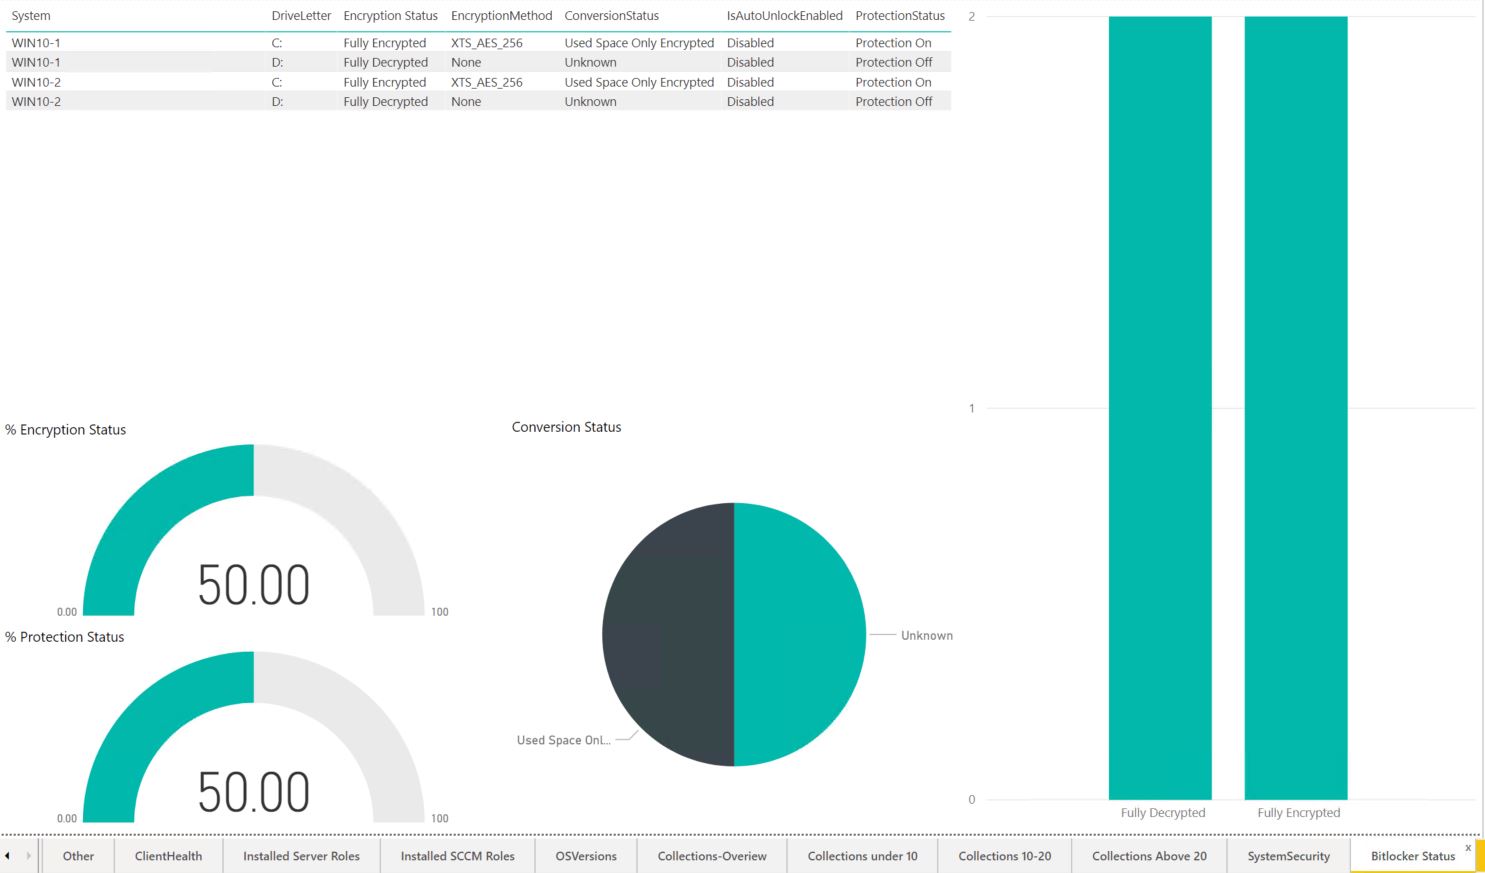 System DriveLetter Encryption Status EncryptionMethod ConversionStatus IsAutoUnlockEnabled ProtectionStatus
WIN10-1 C: Fully Encrypted XTS_AES_256 Used Space Only Encrypted Disabled Protection On
WIN10-1 D: Fully Decrypted None Unknown Disabled Protection Off
WIN10-2 C: Fully Encrypted XTS_AES_256 Used Space Only Encrypted Disabled Protection On
WIN10-2 D: Fully Decrypted None Unknown Disabled Protection Off
% Encryption Status
50.00
0.00 100
% Protection Status
50.00
0.00 100
Conversion Status
Unknown
Used Space Onl...
2
1
0
Fully Decrypted Fully Encrypted
Other ClientHealth Installed Server Roles Installed SCCM Roles OSVersions Collections-Overiew Collections under 10 Collections 10-20 Collections Above 20 SystemSecurity Bitlocker Status x